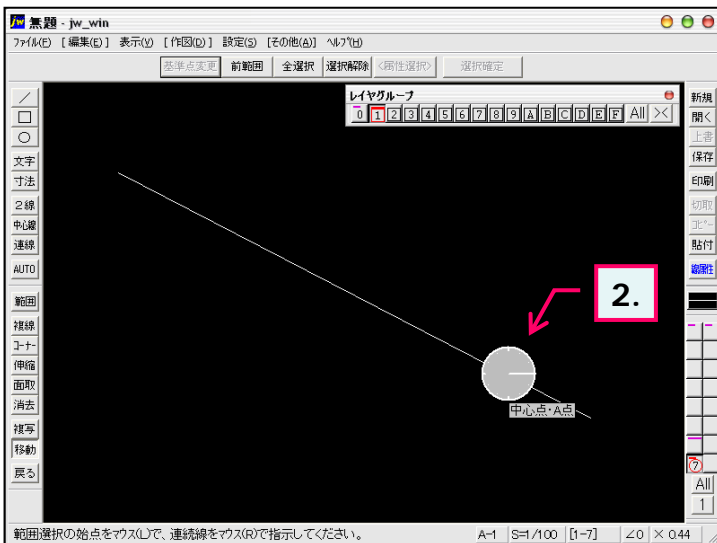 無題 - jw_win
ﾌｧｲﾙ(F) [編集(E)] 表示(V) [作図(D)] 設定(S) [その他(A)] ﾍﾙﾌﾟ(H)
基準点変更 前範囲 全選択 選択解除 <属性選択> 選択確定
レイヤグループ
0 1 2 3 4 5 6 7 8 9 A B C D E F All ><
／
□
○
文字
寸法
2線
中心線
連線
AUTO
範囲
複線
ｺｰﾅｰ
伸縮
面取
消去
複写
移動
戻る
2.
中心点・A点
新規
開く
上書
保存
印刷
切取
ｺﾋﾟｰ
貼付
線属性
7
All
1
範囲選択の始点をマウス(L)で、連続線をマウス(R)で指示してください。
A-1 S=1/100 [1-7] ∠0 × 0.44